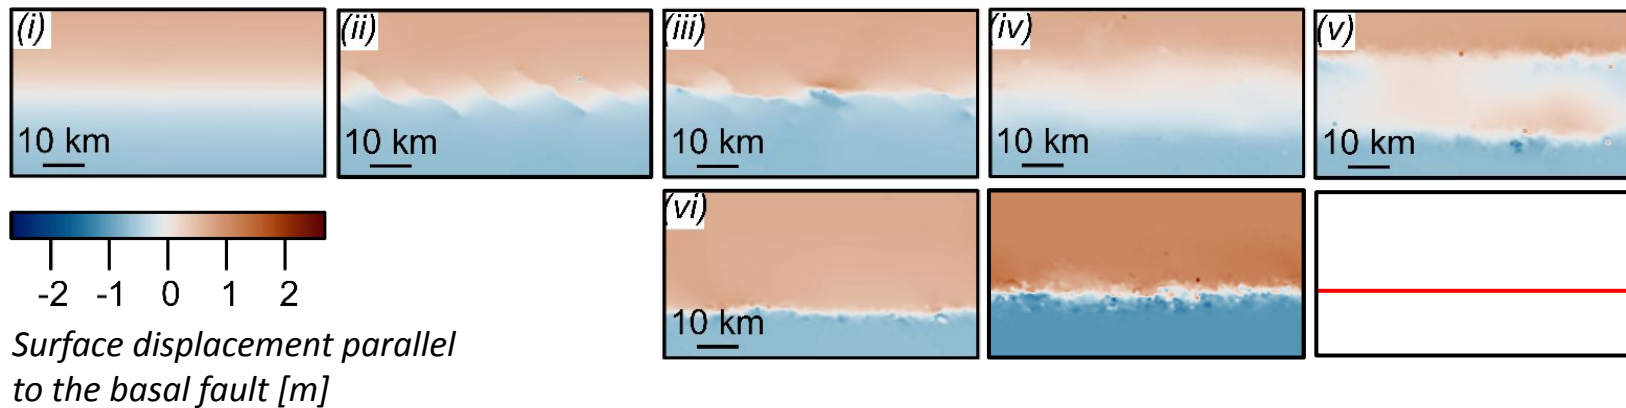 (i)
(ii)
(iii)
(iv)
(v)
10 km
10 km
10 km
10 km
10 km
(vi)
10 km
-2 -1 0 1 2
Surface displacement parallel
to the basal fault [m]